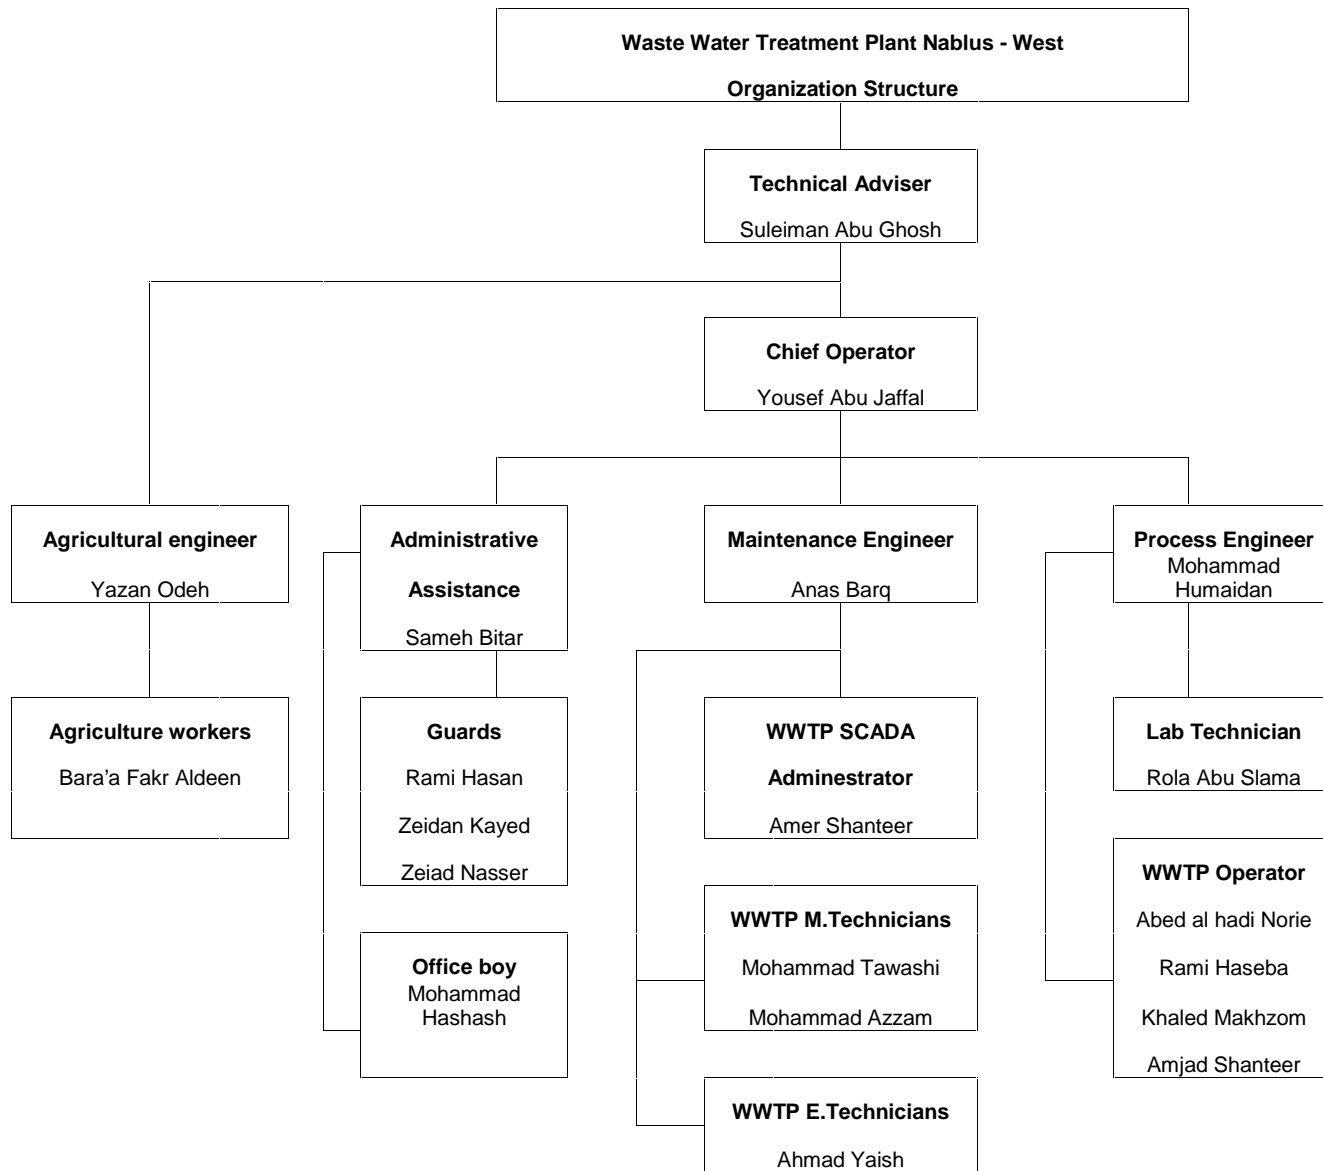 Waste Water Treatment Plant Nablus - West
Organization Structure
Technical Adviser
Suleiman Abu Ghosh
Chief Operator
Yousef Abu Jaffal
Agricultural engineer
Yazan Odeh
Administrative
Assistance
Sameh Bitar
Maintenance Engineer
Anas Barq
Process Engineer
Mohammad
Humaidan
Agriculture workers
Bara’a Fakr Aldeen
Guards
Rami Hasan
Zeidan Kayed
Zeiad Nasser
WWTP SCADA
Adminestrator
Amer Shanteer
Lab Technician
Rola Abu Slama
Office boy
Mohammad
Hashash
WWTP M.Technicians
Mohammad Tawashi
Mohammad Azzam
WWTP Operator
Abed al hadi Norie
Rami Haseba
Khaled Makhzom
Amjad Shanteer
WWTP E.Technicians
Ahmad Yaish